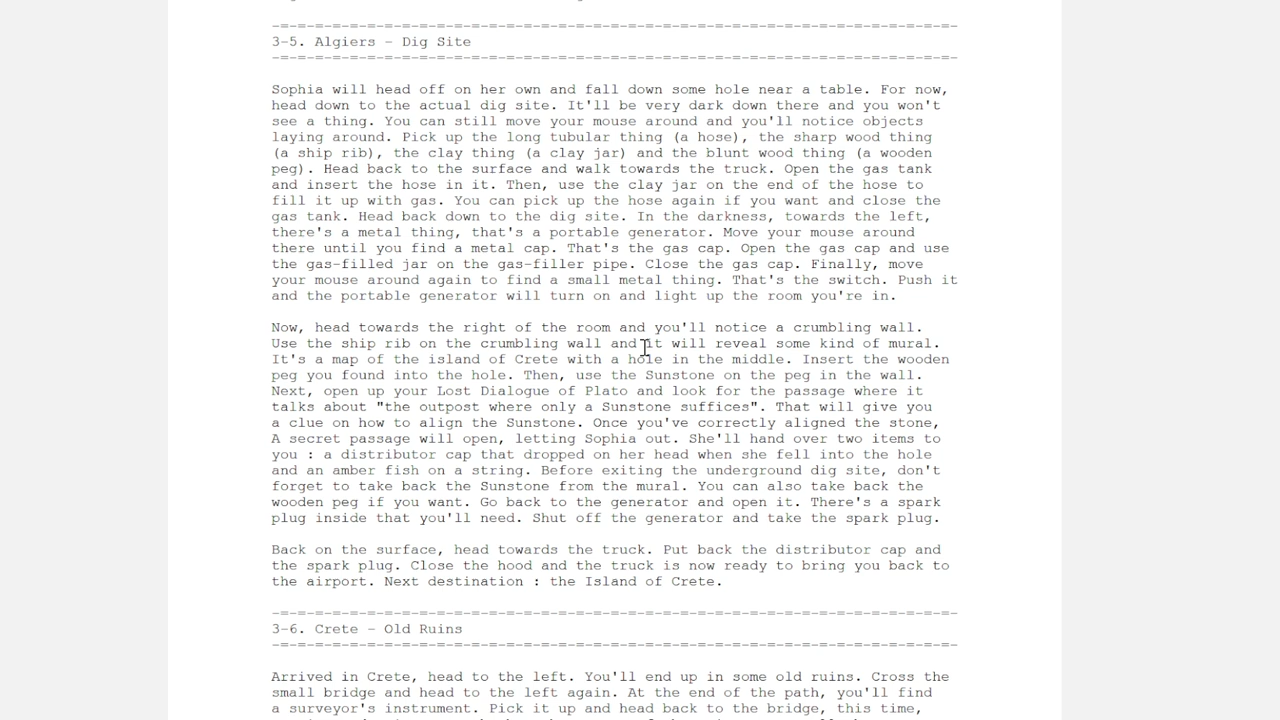 -=-=-=-=-=-=-=-=-=-=-=-=-=-=-=-=-=-=-=-=-=-=-=-=-=-=-=-=-=-=-=-=-=-=-=-=-=-=-=-
3-5. Algiers - Dig Site
-=-=-=-=-=-=-=-=-=-=-=-=-=-=-=-=-=-=-=-=-=-=-=-=-=-=-=-=-=-=-=-=-=-=-=-=-=-=-=-
Sophia will head off on her own and fall down some hole near a table. For now,
head down to the actual dig site. It'll be very dark down there and you won't
see a thing. You can still move your mouse around and you'll notice objects
laying around. Pick up the long tubular thing (a hose), the sharp wood thing
(a ship rib), the clay thing (a clay jar) and the blunt wood thing (a wooden
peg). Head back to the surface and walk towards the truck. Open the gas tank
and insert the hose in it. Then, use the clay jar on the end of the hose to
fill it up with gas. You can pick up the hose again if you want and close the
gas tank. Head back down to the dig site. In the darkness, towards the left,
there's a metal thing, that's a portable generator. Move your mouse around
there until you find a metal cap. That's the gas cap. Open the gas cap and use
the gas-filled jar on the gas-filler pipe. Close the gas cap. Finally, move
your mouse around again to find a small metal thing. That's the switch. Push it
and the portable generator will turn on and light up the room you're in.
Now, head towards the right of the room and you'll notice a crumbling wall.
Use the ship rib on the crumbling wall and it will reveal some kind of mural.
It's a map of the island of Crete with a hole in the middle. Insert the wooden
peg you found into the hole. Then, use the Sunstone on the peg in the wall.
Next, open up your Lost Dialogue of Plato and look for the passage where it
talks about "the outpost where only a Sunstone suffices". That will give you
a clue on how to align the Sunstone. Once you've correctly aligned the stone,
A secret passage will open, letting Sophia out. She'll hand over two items to
you : a distributor cap that dropped on her head when she fell into the hole
and an amber fish on a string. Before exiting the underground dig site, don't
forget to take back the Sunstone from the mural. You can also take back the
wooden peg if you want. Go back to the generator and open it. There's a spark
plug inside that you'll need. Shut off the generator and take the spark plug.
Back on the surface, head towards the truck. Put back the distributor cap and
the spark plug. Close the hood and the truck is now ready to bring you back to
the airport. Next destination : the Island of Crete.
-=-=-=-=-=-=-=-=-=-=-=-=-=-=-=-=-=-=-=-=-=-=-=-=-=-=-=-=-=-=-=-=-=-=-=-=-=-=-=-
3-6. Crete - Old Ruins
-=-=-=-=-=-=-=-=-=-=-=-=-=-=-=-=-=-=-=-=-=-=-=-=-=-=-=-=-=-=-=-=-=-=-=-=-=-=-=-
Arrived in Crete, head to the left. You'll end up in some old ruins. Cross the
small bridge and head to the left again. At the end of the path, you'll find
a surveyor's instrument. Pick it up and head back to the bridge, this time,